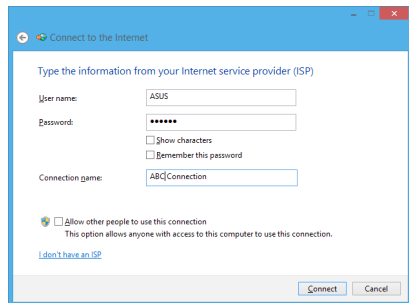 Connect to the Internet
Type the information from your Internet service provider (ISP)
User name:
ASUS
Password:
••••••
Show characters
Remember this password
Connection name:
ABC Connection
Allow other people to use this connection
This option allows anyone with access to this computer to use this connection.
I don't have an ISP
Connect
Cancel